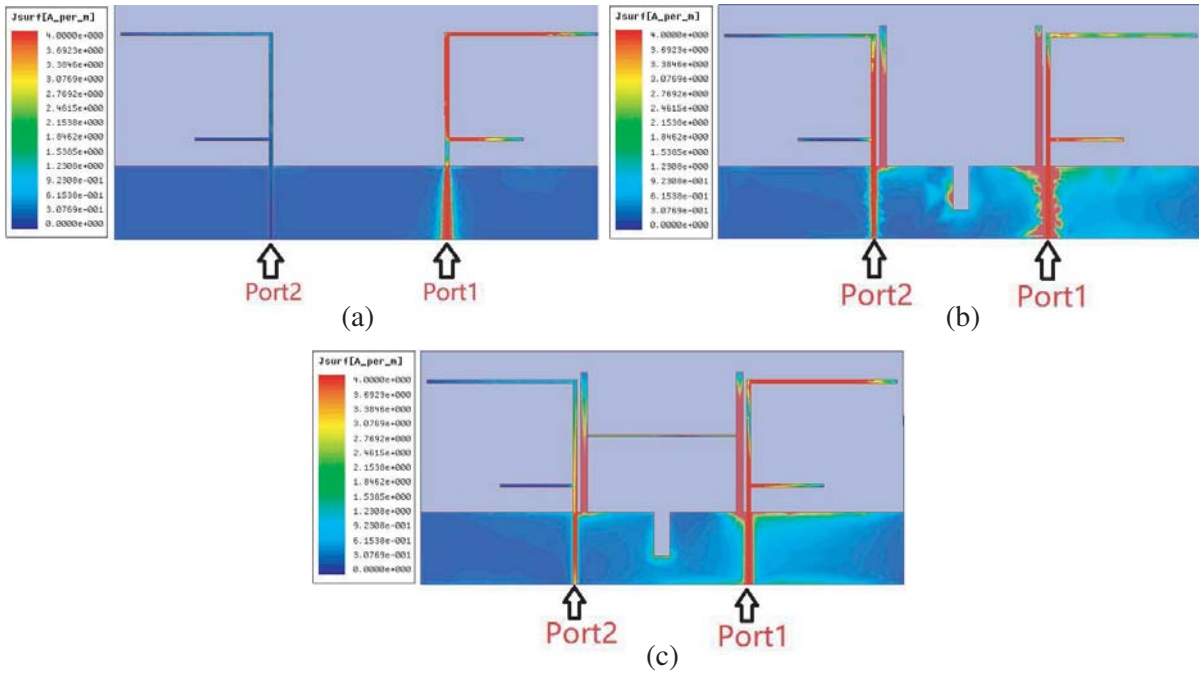 Jsurf[A_per_m]
4.0000e+000
3.6923e+000
3.3846e+000
3.0769e+000
2.7692e+000
2.4615e+000
2.1538e+000
1.8462e+000
1.5385e+000
1.2308e+000
9.2308e-001
6.1538e-001
3.0769e-001
0.0000e+000
Port2
Port1
(a)
Jsurf[A_per_m]
4.0000e+000
3.6923e+000
3.3846e+000
3.0769e+000
2.7692e+000
2.4615e+000
2.1538e+000
1.8462e+000
1.5385e+000
1.2308e+000
9.2308e-001
6.1538e-001
3.0769e-001
0.0000e+000
Port2
Port1
(b)
Jsurf[A_per_m]
4.0000e+000
3.6923e+000
3.3846e+000
3.0769e+000
2.7692e+000
2.4615e+000
2.1538e+000
1.8462e+000
1.5385e+000
1.2308e+000
9.2308e-001
6.1538e-001
3.0769e-001
0.0000e+000
Port2
Port1
(c)